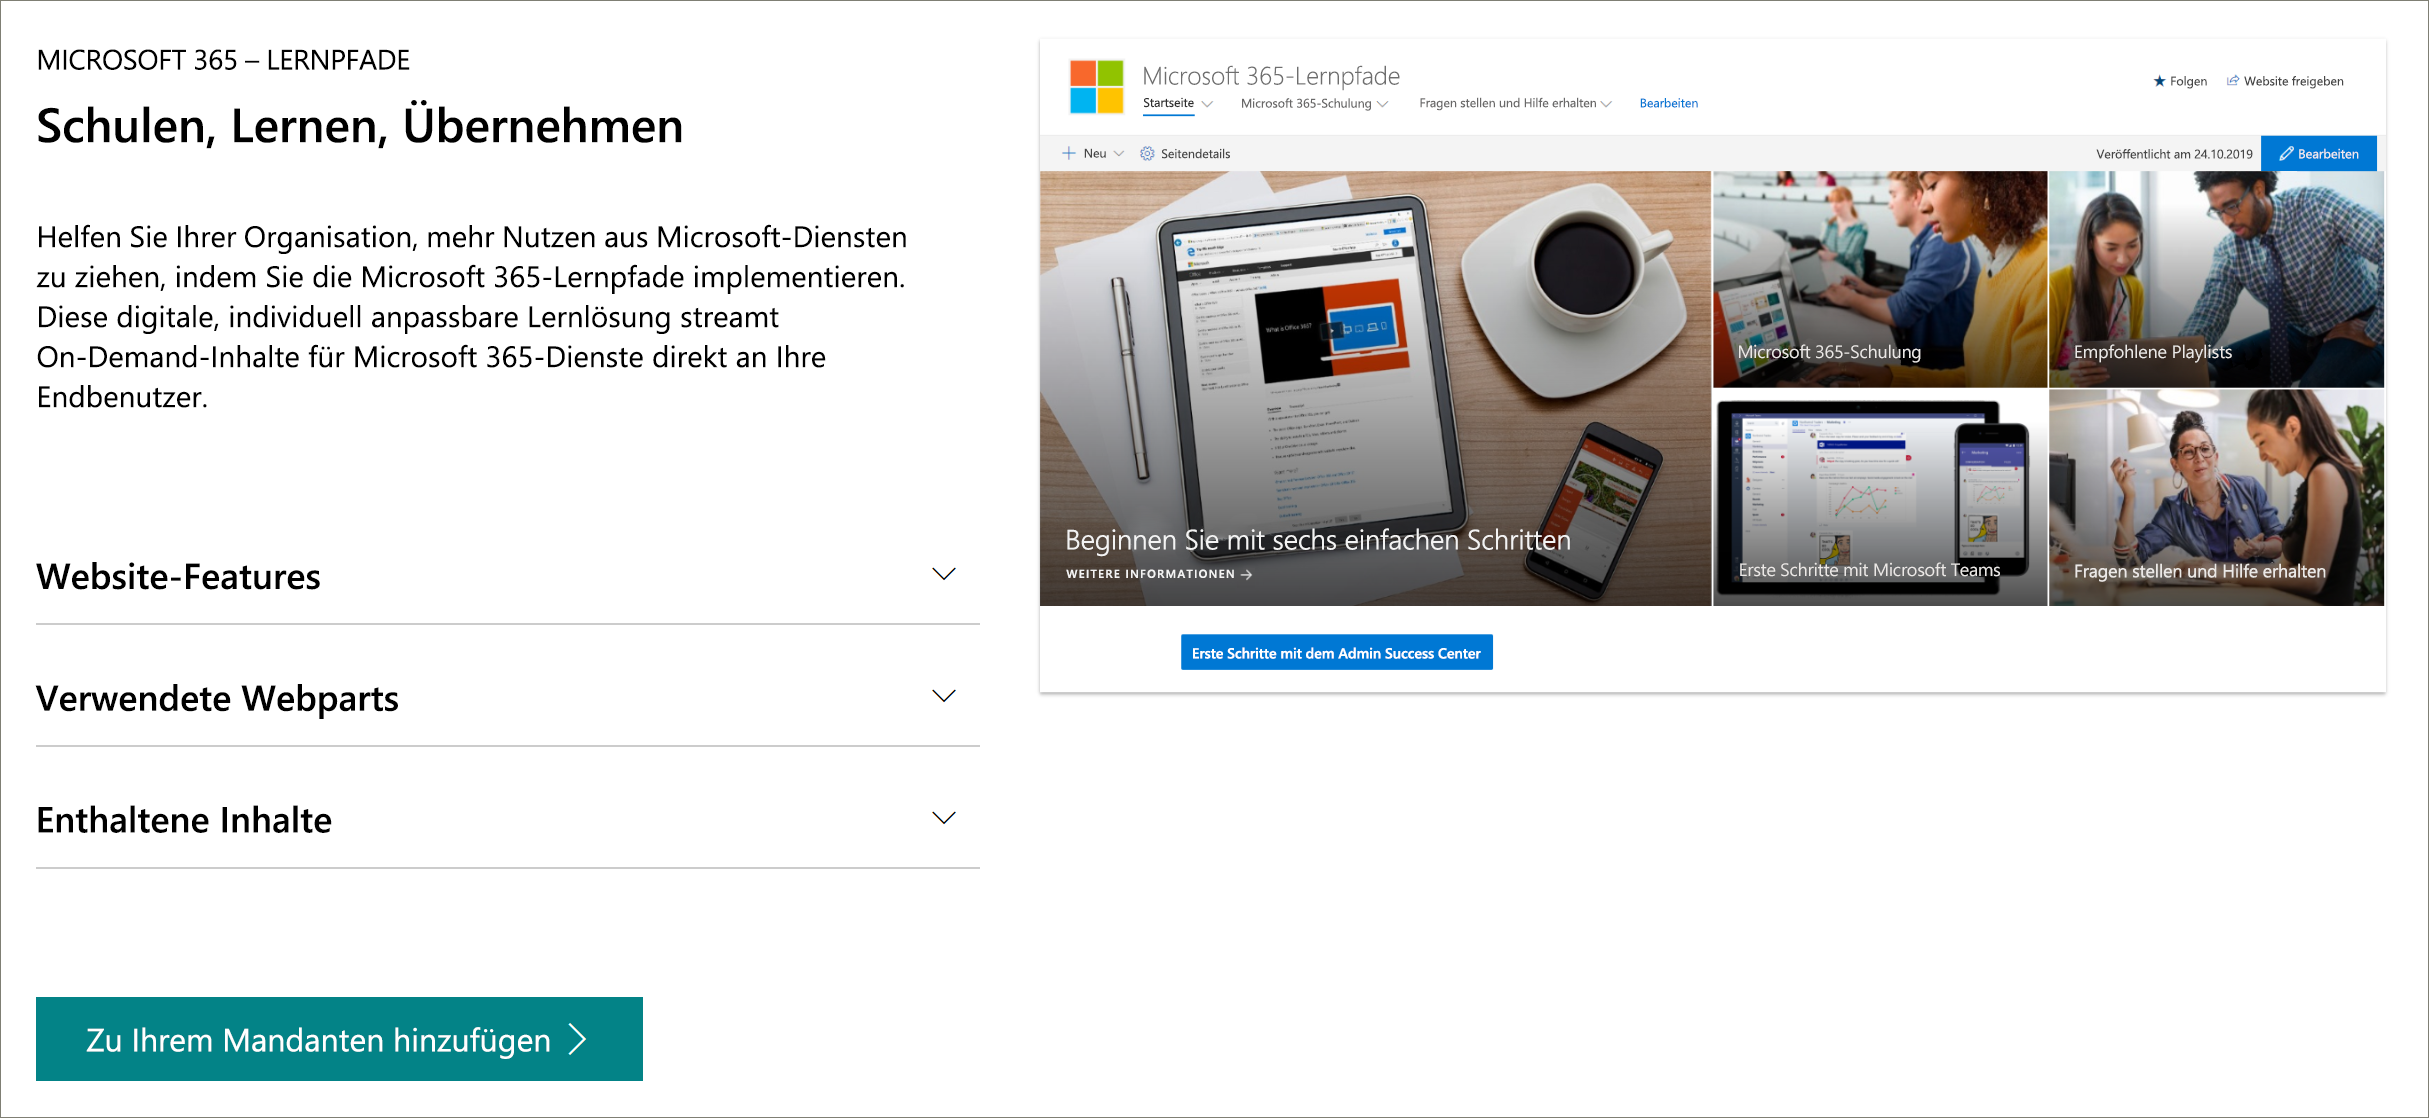 MICROSOFT 365 – LERNPFADE
Schulen, Lernen, Übernehmen
Helfen Sie Ihrer Organisation, mehr Nutzen aus Microsoft-Diensten
zu ziehen, indem Sie die Microsoft 365-Lernpfade implementieren.
Diese digitale, individuell anpassbare Lernlösung streamt
On-Demand-Inhalte für Microsoft 365-Dienste direkt an Ihre
Endbenutzer.
Website-Features
Verwendete Webparts
Enthaltene Inhalte
Zu Ihrem Mandanten hinzufügen
Microsoft 365-Lernpfade
Startseite Microsoft 365-Schulung Fragen stellen und Hilfe erhalten Bearbeiten
Folgen Website freigeben
Neu Seitendetails
Veröffentlicht am 24.10.2019 Bearbeiten
What is Office 365?
Beginnen Sie mit sechs einfachen Schritten
WEITERE INFORMATIONEN →
Microsoft 365-Schulung
Empfohlene Playlists
Erste Schritte mit Microsoft Teams
Fragen stellen und Hilfe erhalten
Erste Schritte mit dem Admin Success Center